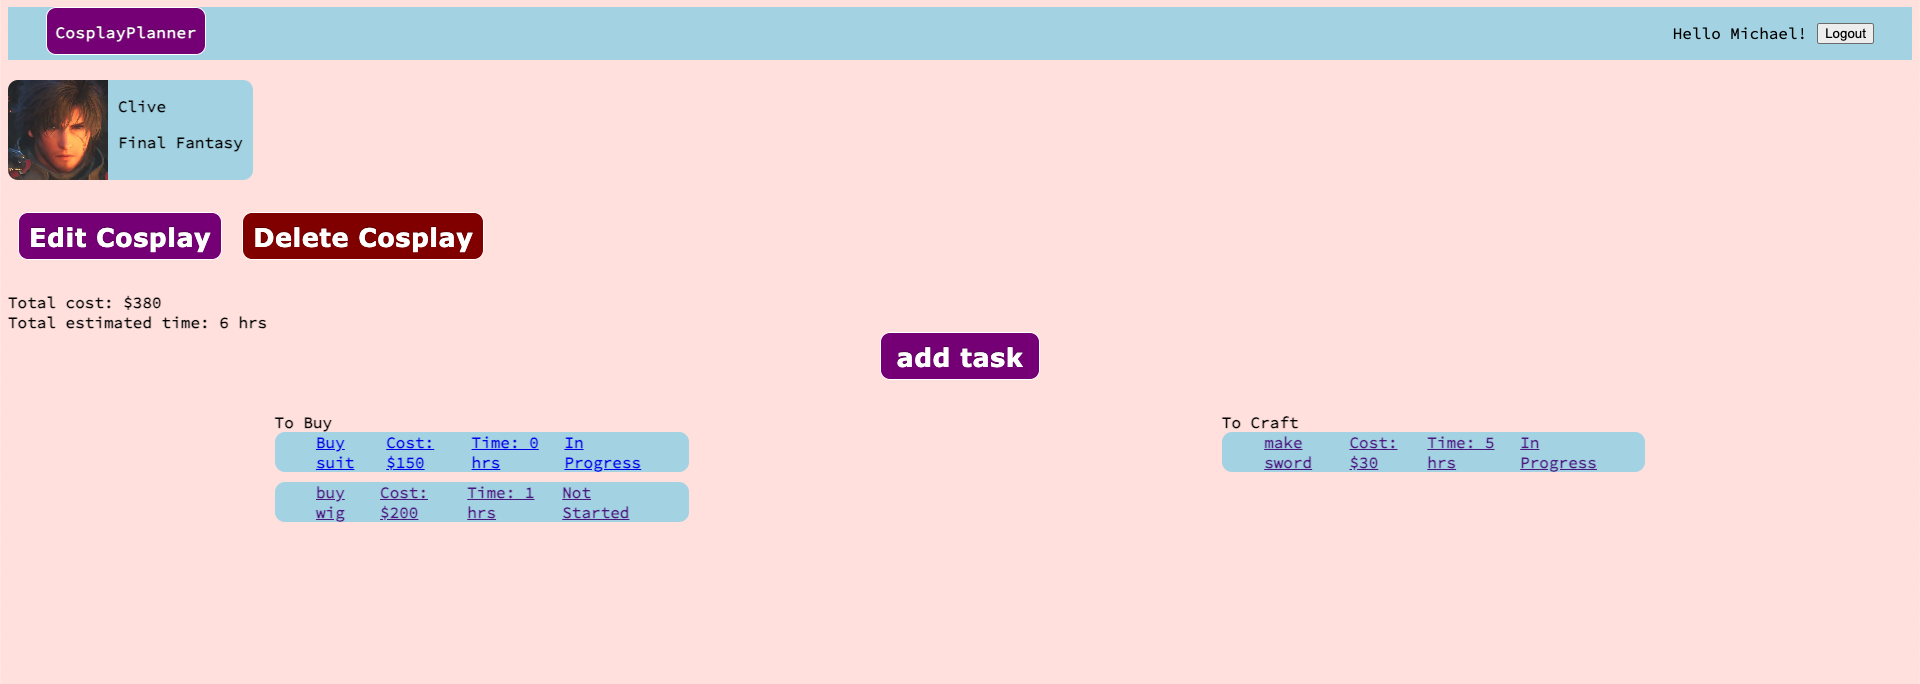 CosplayPlanner
Hello Michael! Logout
Clive
Final Fantasy
Edit Cosplay Delete Cosplay
Total cost: $380
Total estimated time: 6 hrs
add task
To Buy
Buy Cost: Time: 0 In
suit $150 hrs Progress
buy Cost: Time: 1 Not
wig $200 hrs Started
To Craft
make Cost: Time: 5 In
sword $30 hrs Progress